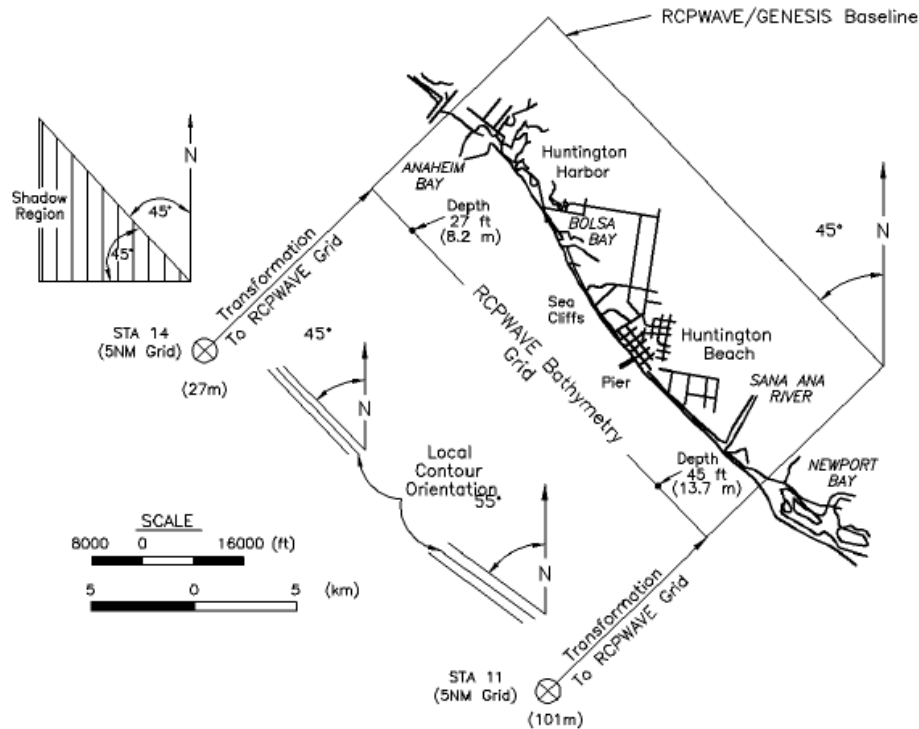 RCPWAVE/GENESIS Baseline
N
Shadow
Region
45°
45°
ANAHEIM
BAY
Huntington
Harbor
Depth
27 ft
(8.2 m)
BOLSA
BAY
45°
N
Transformation
To RCPWAVE Grid
STA 14
(5NM Grid)
(27m)
45°
N
RCPWAVE Bathymetry
Grid
Sea
Cliffs
Huntington
Beach
Pier
SANA ANA
RIVER
Local
Contour
Orientation
55°
N
Depth
45 ft
(13.7 m)
NEWPORT
BAY
SCALE
8000 0 16000 (ft)
5 0 5 (km)
Transformation
To RCPWAVE Grid
STA 11
(5NM Grid)
(101m)